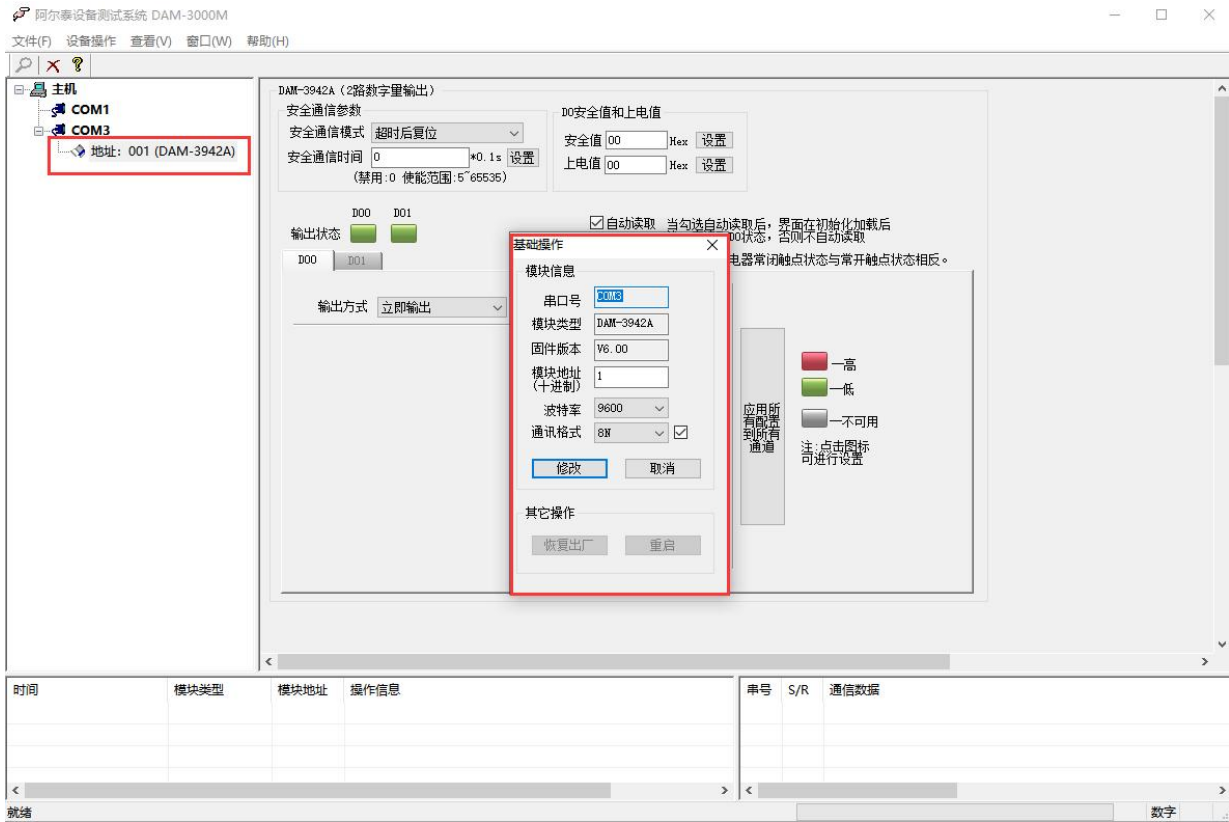 阿尔泰设备测试系统 DAM-3000M
文件(F) 设备操作 查看(V) 窗口(W) 帮助(H)
主机
COM1
COM3
地址：001 (DAM-3942A)
DAM-3942A (2路数字量输出)
安全通信参数
安全通信模式 超时后复位
安全通信时间 0 *0.1s 设置
(禁用:0 使能范围:5~65535)
DO安全值和上电值
安全值 00 Hex 设置
上电值 00 Hex 设置
DO0 DO1
输出状态
自动读取 当勾选自动读取后，界面在初始化加载后
DO状态，否则不自动读取
电器常闭触点状态与常开触点状态相反。
DO0 DO1
输出方式 立即输出
基础操作
模块信息
串口号 COM3
模块类型 DAM-3942A
固件版本 V6.00
模块地址 1
(十进制)
波特率 9600
通讯格式 8N
修改 取消
其它操作
恢复出厂 重启
应用所
有配置
到所有
通道
—高
—低
—不可用
注:点击图标
可进行设置
时间 模块类型 模块地址 操作信息
串号 S/R 通信数据
就绪
数字